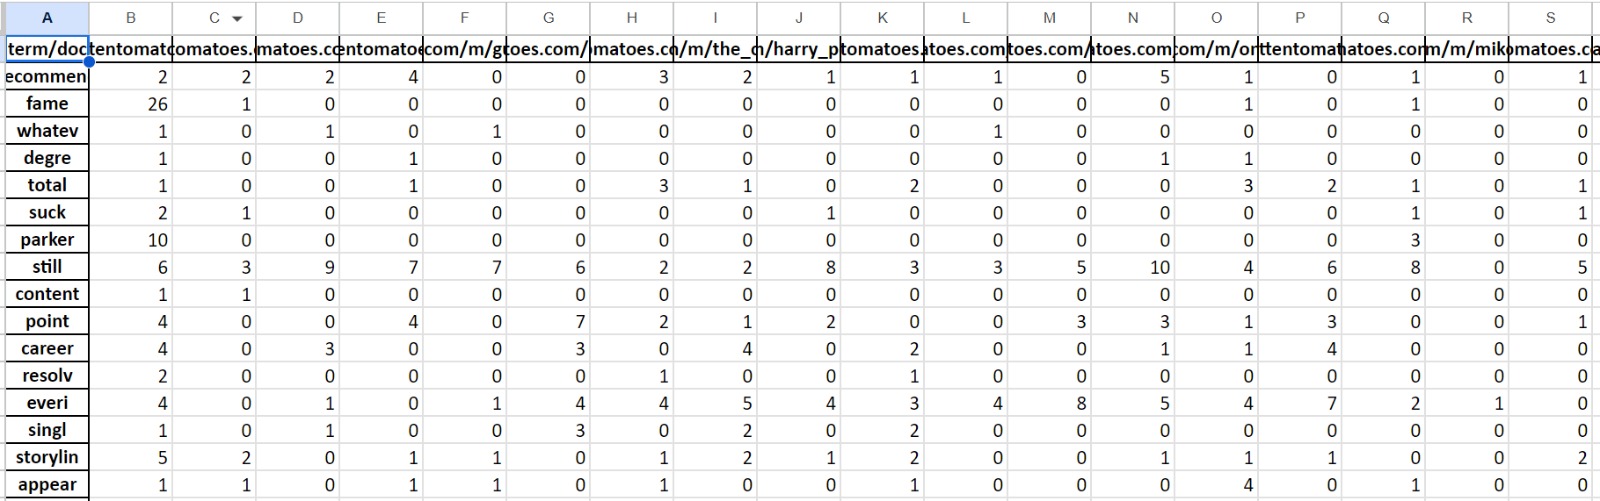 A B C D E F G H I J K L M N O P Q R S
term/doc tentomato omatoes. matoes.cc entomatoe com/m/g oes.com/ matoes.c n/m/the_ /harry_p tomatoes. toes.com toes.com/ toes.com com/m/or ttentomat atoes.com m/m/mik omatoes.ca
ecommen 2 2 2 4 0 0 3 2 1 1 1 0 5 1 0 1 0 1
fame 26 1 0 0 0 0 0 0 0 0 0 0 0 1 0 1 0 0
whatev 1 0 1 0 1 0 0 0 0 0 1 0 0 0 0 0 0 0
degre 1 0 0 1 0 0 0 0 0 0 0 0 1 1 0 0 0 0
total 1 0 0 1 0 0 3 1 0 2 0 0 0 3 2 1 0 1
suck 2 1 0 0 0 0 0 0 1 0 0 0 0 0 0 1 0 1
parker 10 0 0 0 0 0 0 0 0 0 0 0 0 0 0 3 0 0
still 6 3 9 7 7 6 2 2 8 3 3 5 10 4 6 8 0 5
content 1 1 0 0 0 0 0 0 0 0 0 0 0 0 0 0 0 0
point 4 0 0 4 0 7 2 1 2 0 0 3 3 1 3 0 0 1
career 4 0 3 0 0 3 0 4 0 2 0 0 1 1 4 0 0 0
resolv 2 0 0 0 0 0 1 0 0 1 0 0 0 0 0 0 0 0
everi 4 0 1 0 1 4 4 5 4 3 4 8 5 4 7 2 1 0
singl 1 0 1 0 0 3 0 2 0 2 0 0 0 0 0 0 0 0
storylin 5 2 0 1 1 0 1 2 1 2 0 0 1 1 1 0 0 2
appear 1 1 0 1 1 0 1 0 0 1 0 0 0 4 0 1 0 0